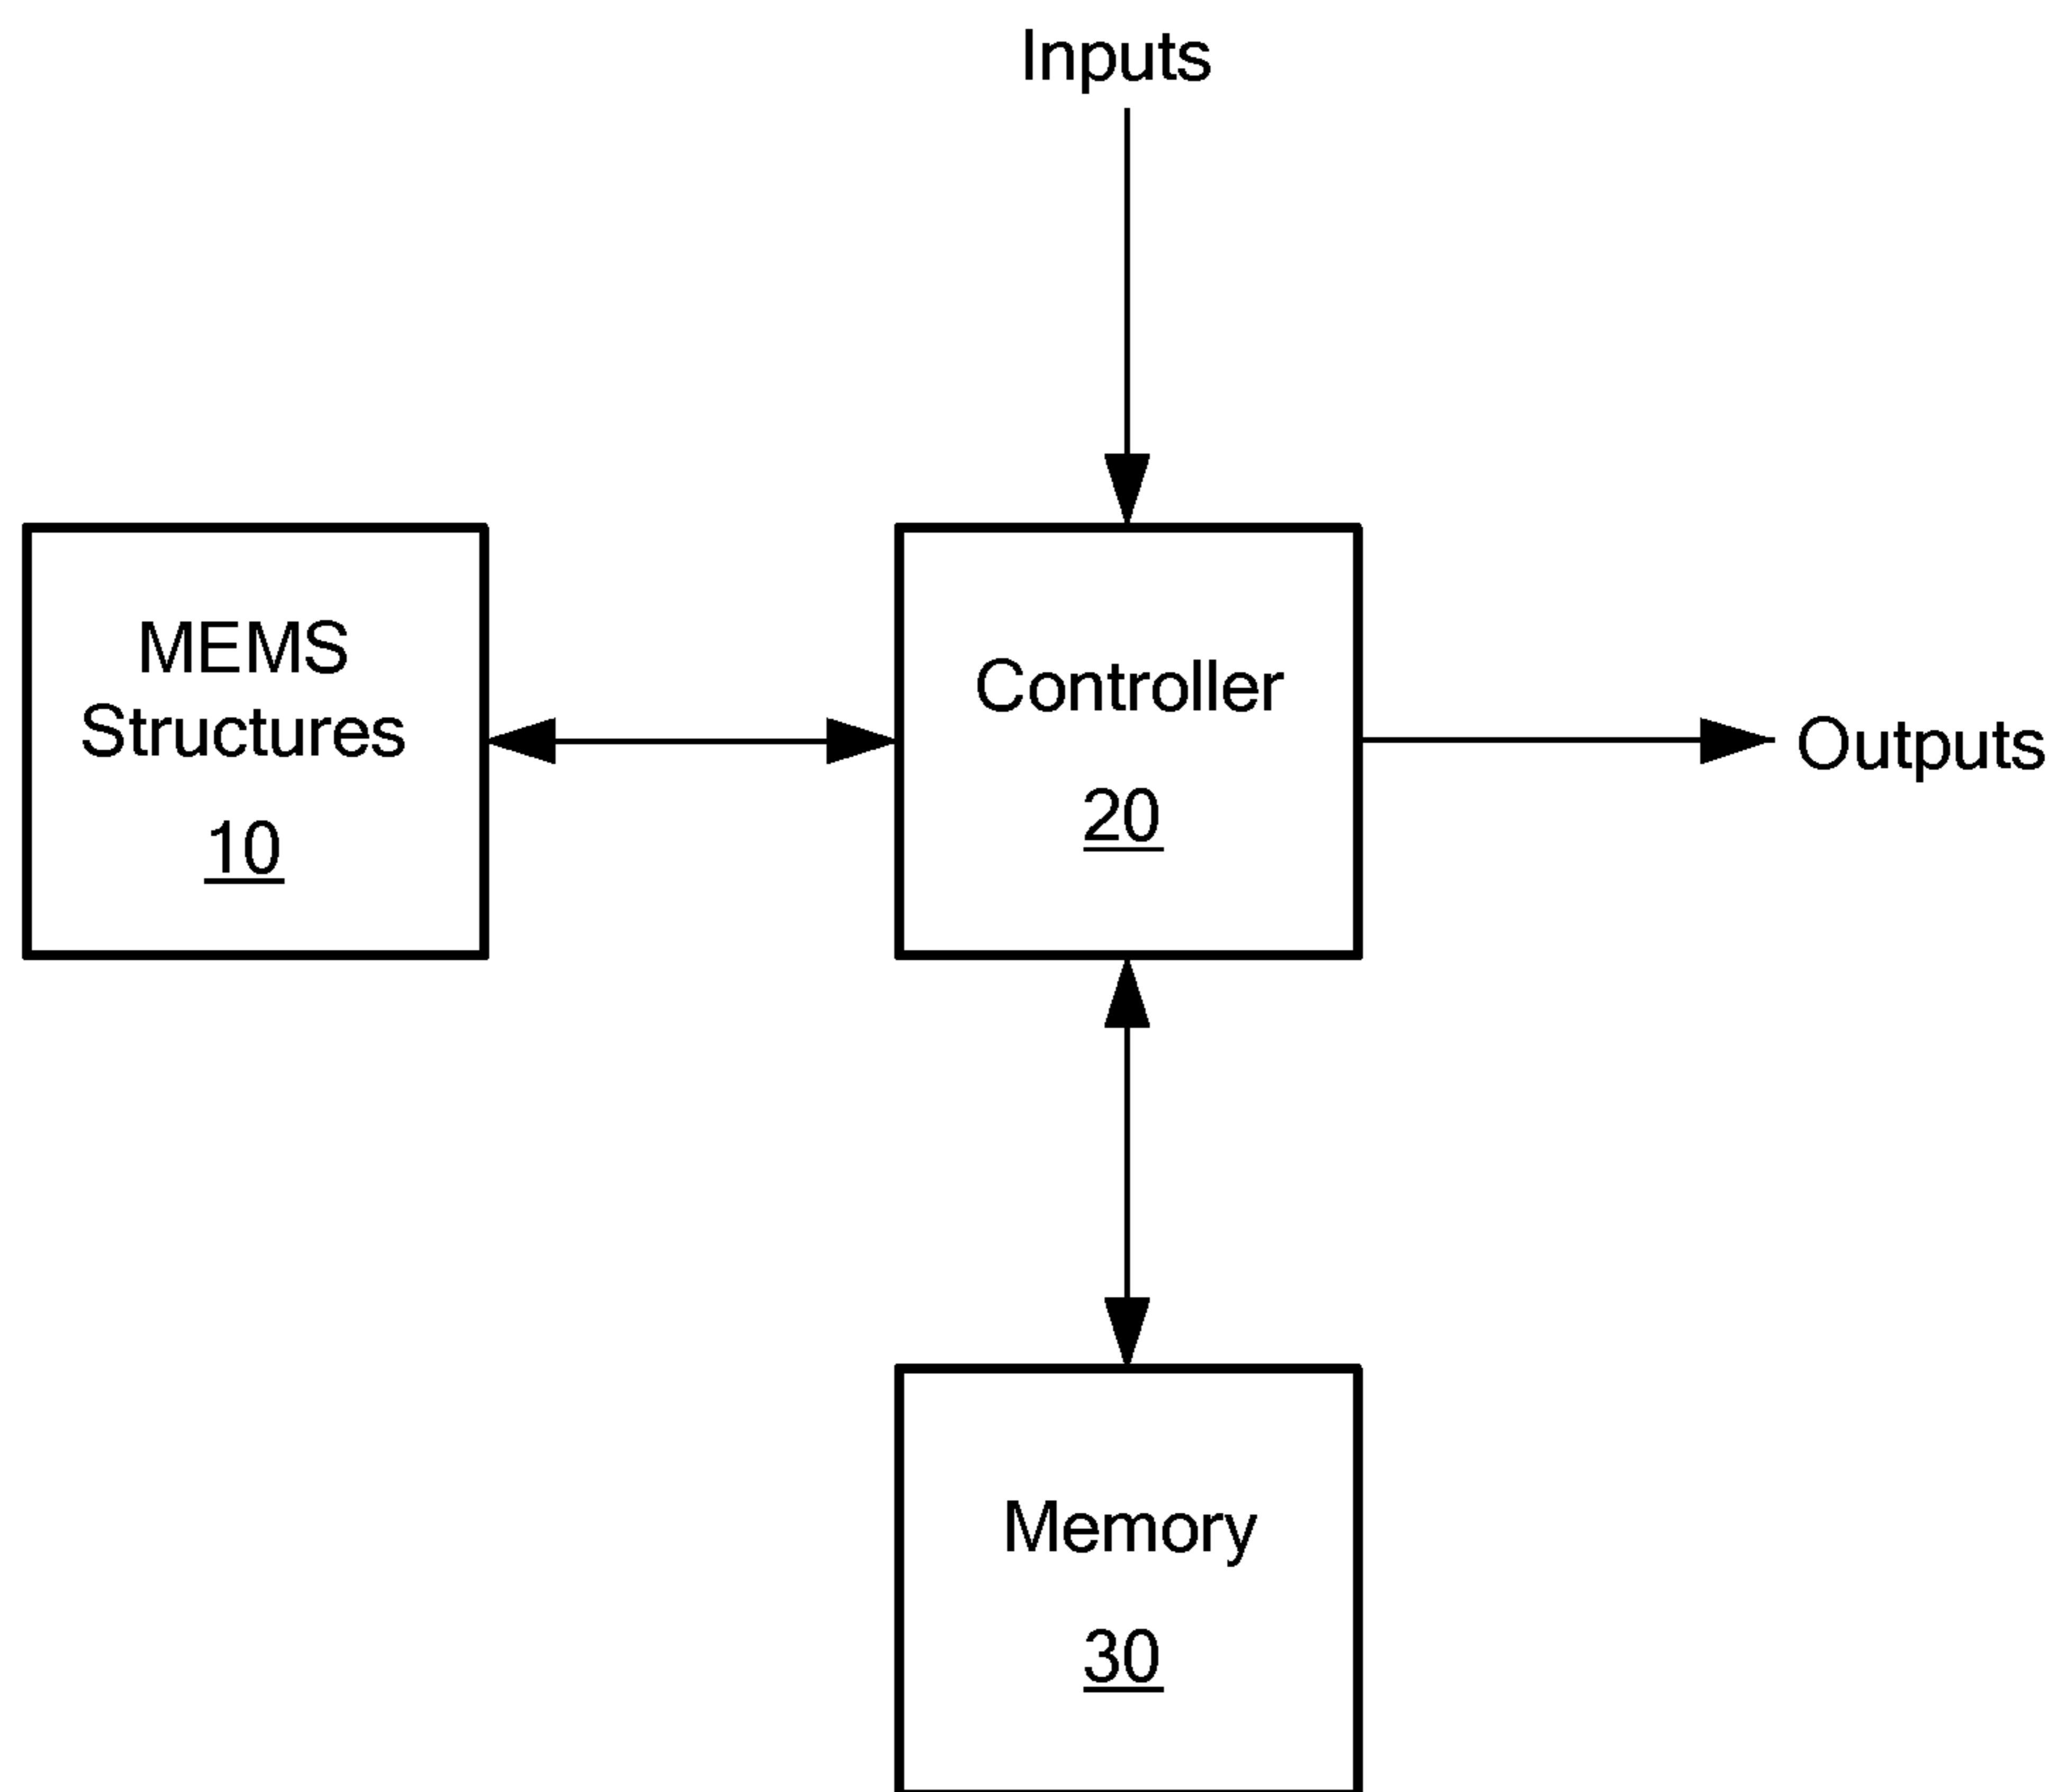 Inputs
MEMS
Structures
10
Controller
20
Outputs
Memory
30